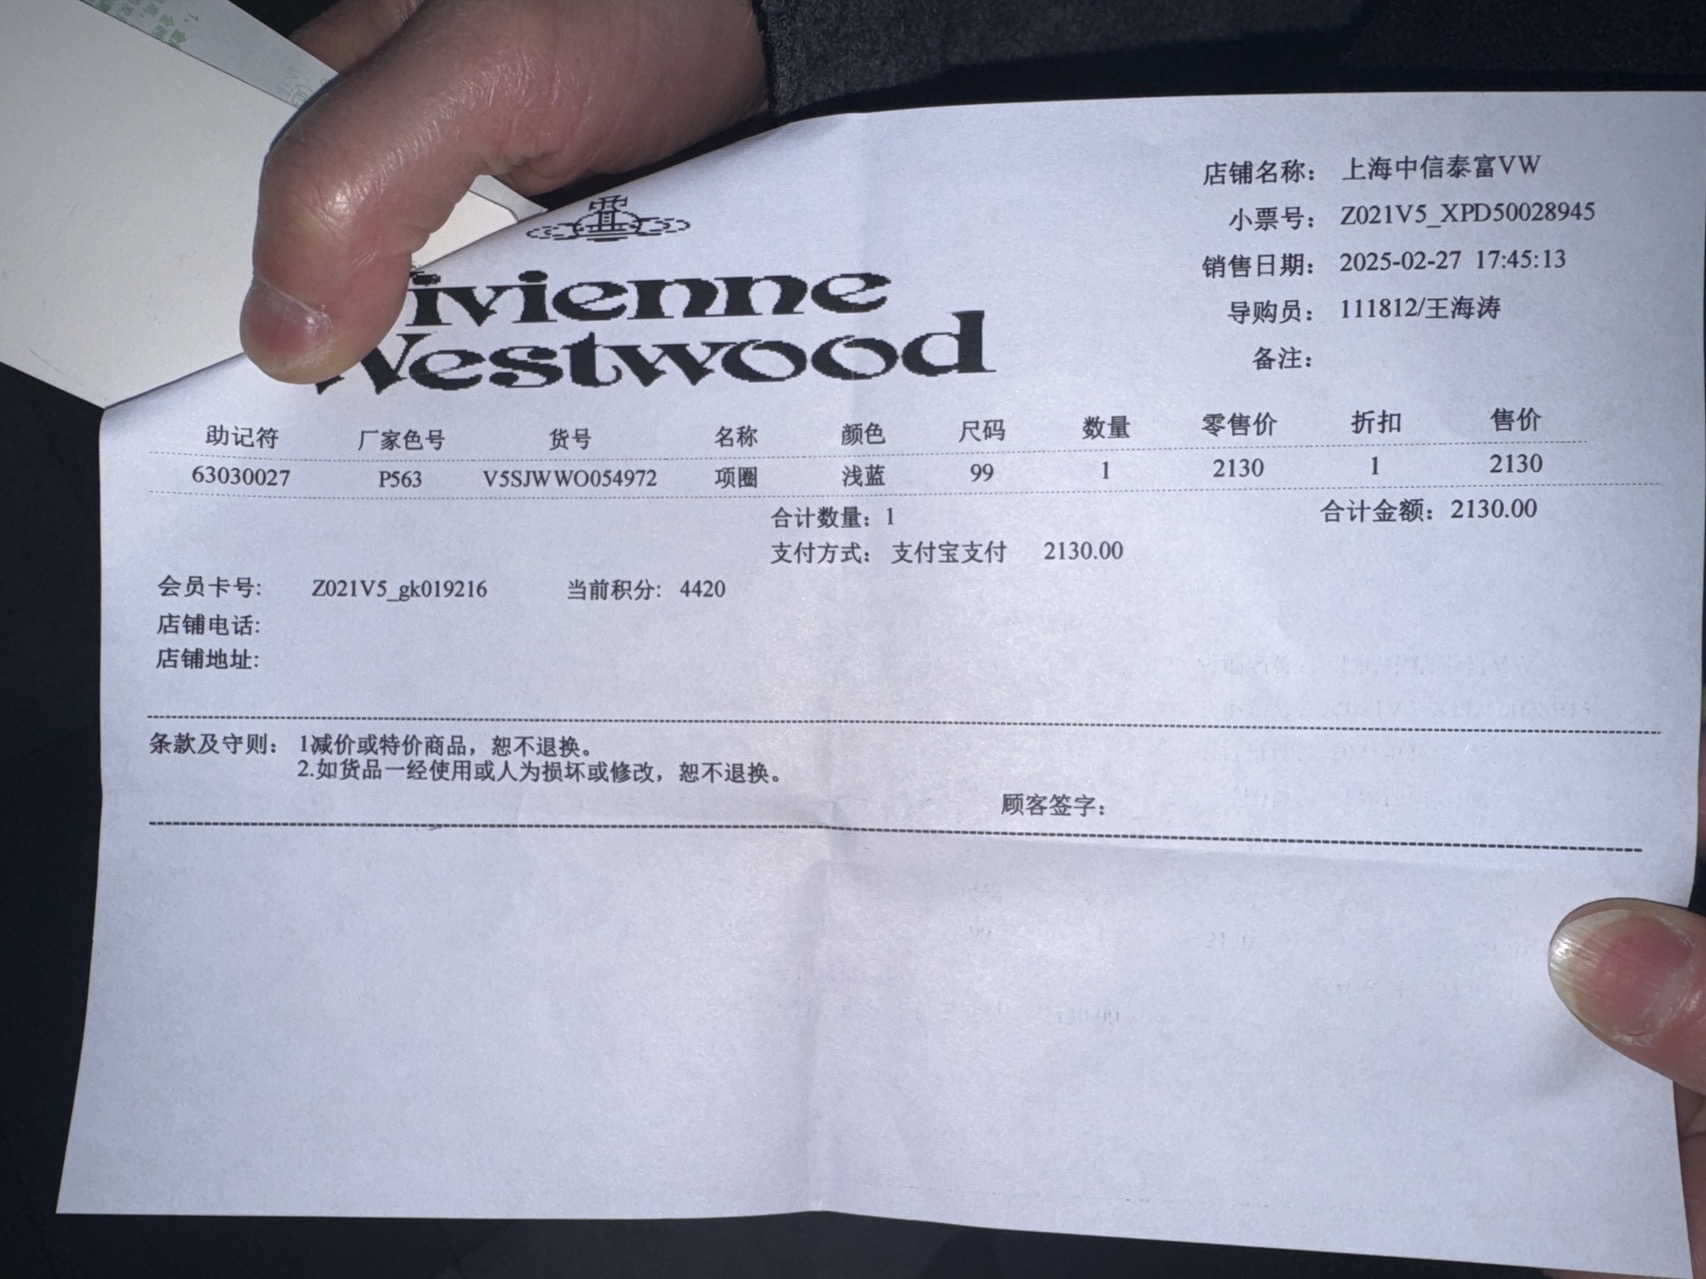 店铺名称： 上海中信泰富VW
小票号： Z021V5_XPD50028945
销售日期： 2025-02-27 17:45:13
导购员： 111812/王海涛
备注：
ivienne
Westwood
助记符 厂家色号 货号 名称 颜色 尺码 数量 零售价 折扣 售价
63030027 P563 V5SJWWO054972 项圈 浅蓝 99 1 2130 1 2130
合计数量：1 合计金额：2130.00
支付方式： 支付宝支付 2130.00
会员卡号: Z021V5_gk019216 当前积分: 4420
店铺电话:
店铺地址:
条款及守则： 1减价或特价商品，恕不退换。
2.如货品一经使用或人为损坏或修改，恕不退换。
顾客签字：